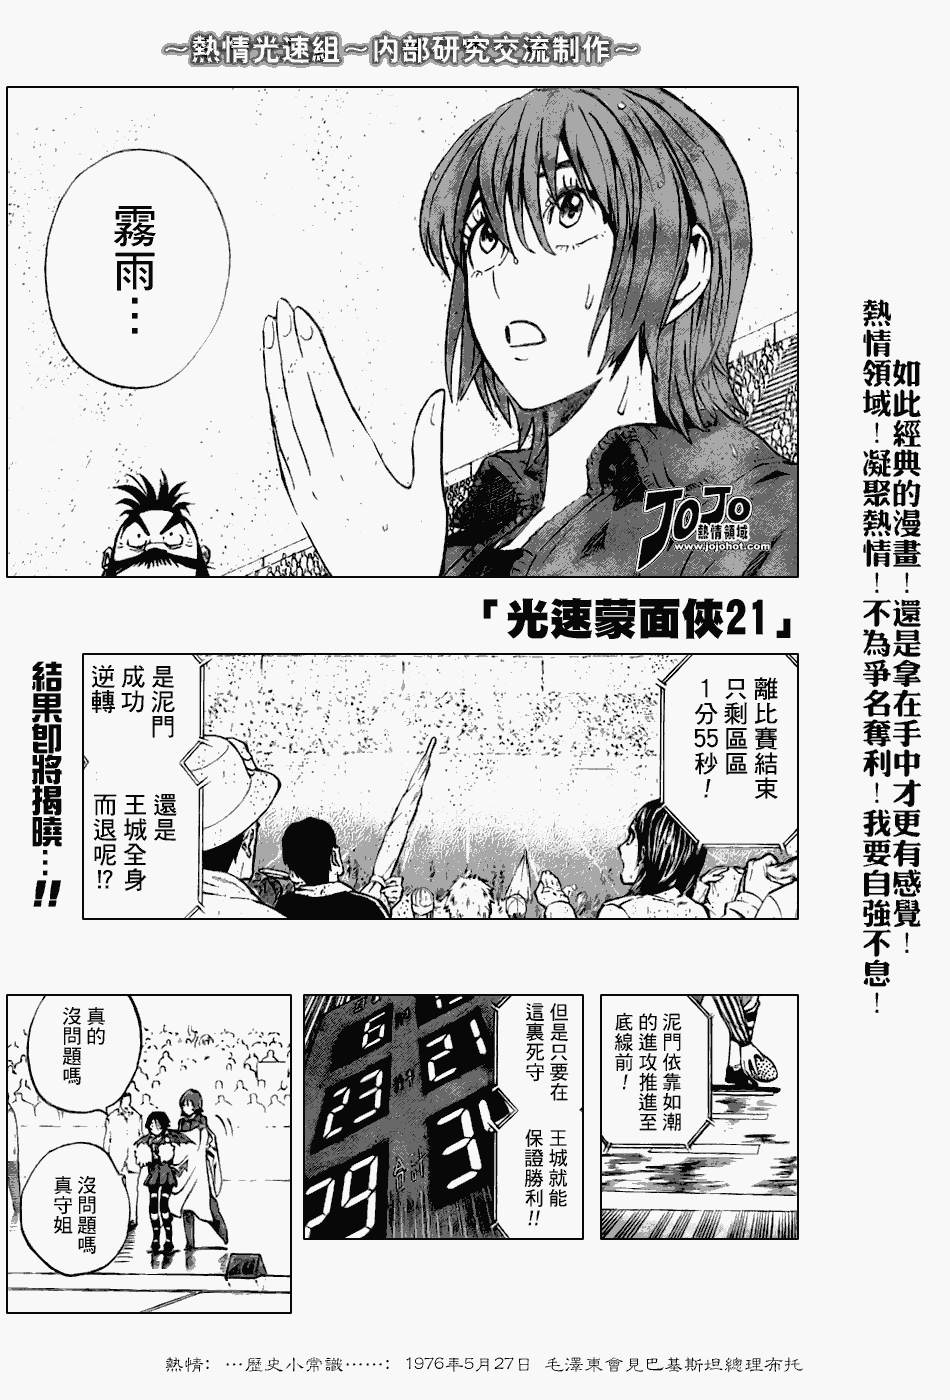 ～熱情光速組～內部研究交流制作～
霧雨…
JOJO
熱情領域
www.jojohot.com
如此經典的漫畫！還是拿在手中才更有感覺！
熱情領域！凝聚熱情！不為爭名奪利！我要自強不息！
「光速蒙面俠21」
離比賽結束
只剩區區
1分55秒！
是泥門
成功
逆轉
還是
王城全身
而退呢!?
結果即將揭曉…!!
泥門依靠如潮
的進攻推進至
底線前！
但是只要在
這裏死守
王城就能
保證勝利!!
6
21
23
3
29
合計
真的
沒問題嗎
沒問題嗎
真守姐
熱情：…歷史小常識……：1976年5月27日 毛澤東會見巴基斯坦總理布托